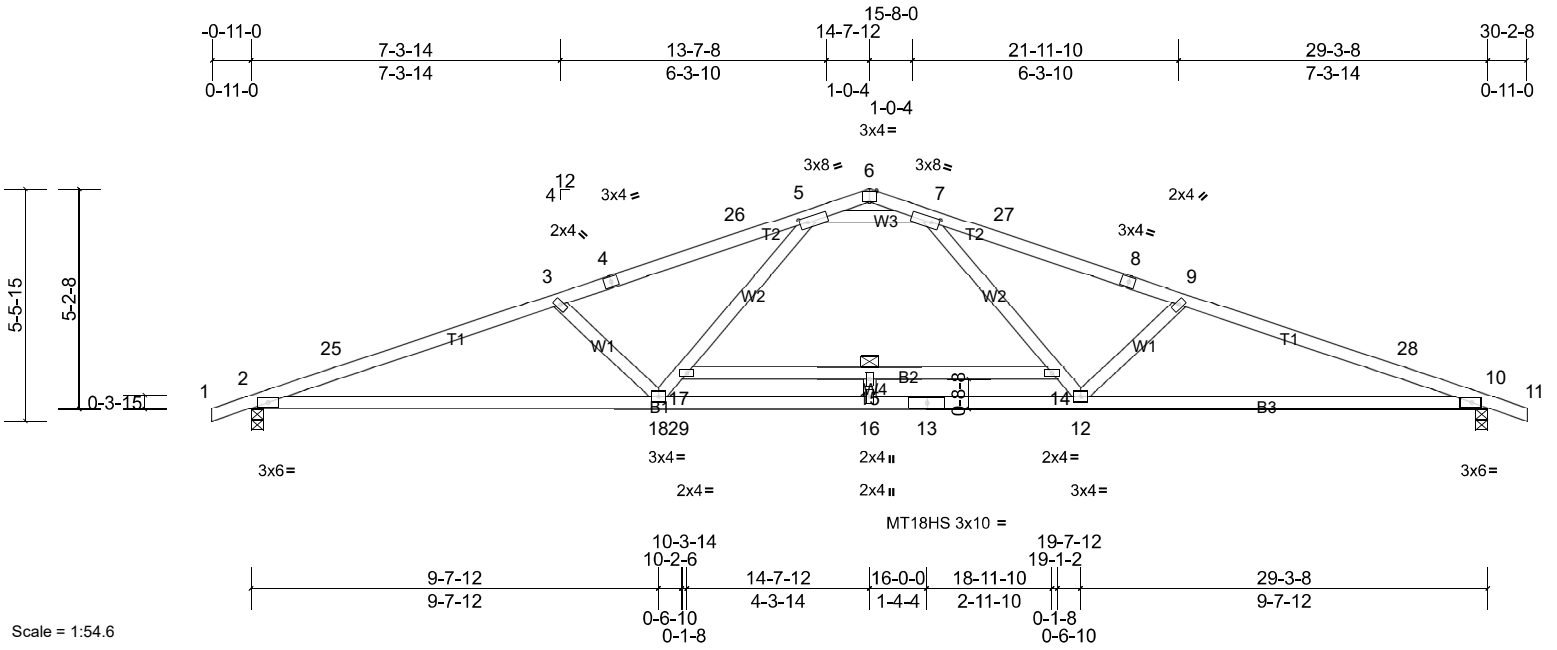 15-8-0
-0-11-0 14-7-12 30-2-8
7-3-14 13-7-8 21-11-10 29-3-8
7-3-14 6-3-10 6-3-10 7-3-14
0-11-0 1-0-4 0-11-0
1-0-4
3x4=
3x8= 6 3x8=
12
4 3x4= 5 7 2x4=
26 27
T2 W3 T2
2x4= 3x4=
4 8
3 9
5-5-15 5-2-8
W2 W2
25 T1 W1 W1 T1 28
1 2 0-3-15 B2 10 11
B1 17 W4 15 0-8-8 14 B3
1829 16 13 12
3x6= 3x4= 2x4 2x4= 3x6=
2x4= 2x4 3x4=
MT18HS 3x10 =
10-3-14 19-7-12
10-2-6 19-1-2
9-7-12 14-7-12 16-0-0 18-11-10 29-3-8
9-7-12 4-3-14 1-4-4 2-11-10 9-7-12
0-6-10 0-1-8
0-1-8 0-6-10
Scale = 1:54.6